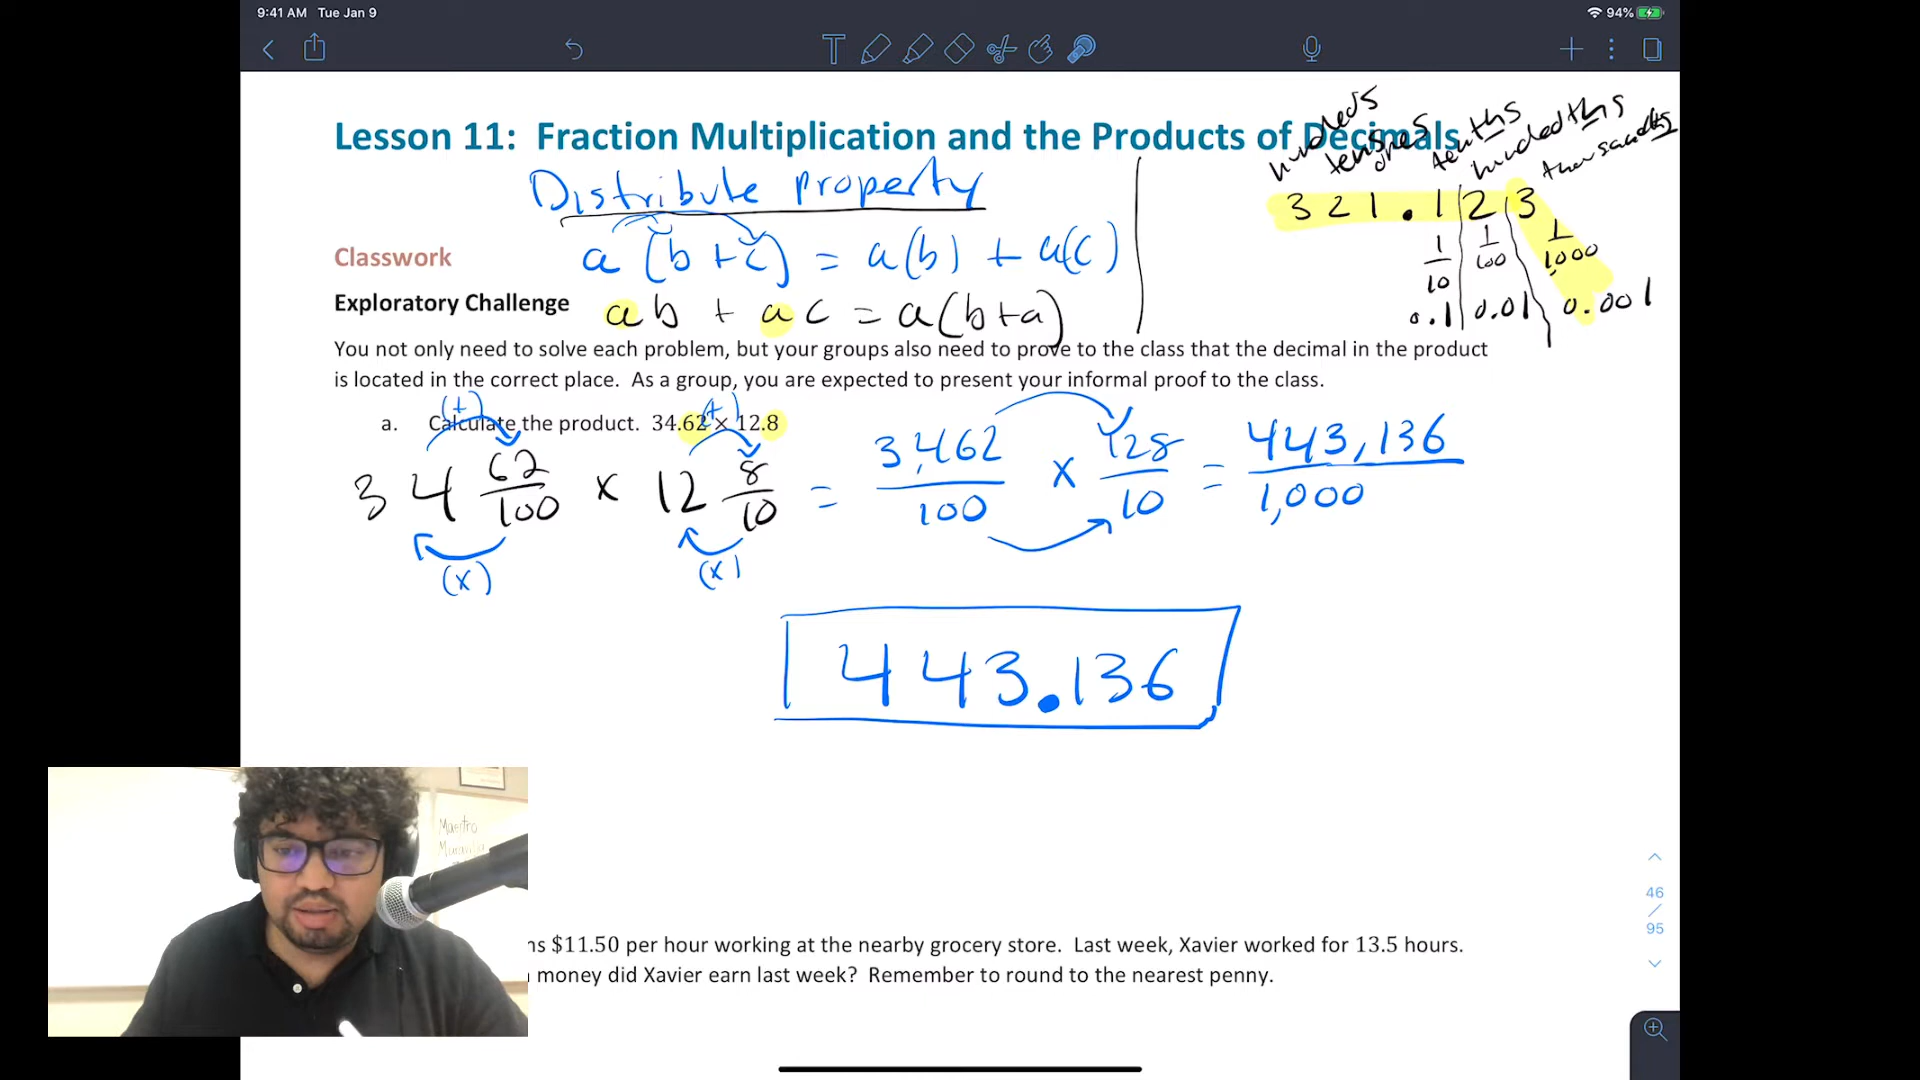 9:41 AM Tue Jan 9
94%
Lesson 11: Fraction Multiplication and the Products of Decimals
hundreds tens ones tenths hundredths thousandths
Distribute property
321.123
a(b+c) = a(b) + a(c)
1/10 1/100 1/1,000
Classwork
0.1 0.01 0.001
Exploratory Challenge
ab + ac = a(b+a)
You not only need to solve each problem, but your groups also need to prove to the class that the decimal in the product
is located in the correct place. As a group, you are expected to present your informal proof to the class.
(+) (+)
a. Calculate the product. 34.62 × 12.8
34 62/100 × 12 8/10 = 3,462/100 × 128/10 = 443,136/1,000
(x) (x)
443.136
Maestro
46
/
95
ns $11.50 per hour working at the nearby grocery store. Last week, Xavier worked for 13.5 hours.
money did Xavier earn last week? Remember to round to the nearest penny.